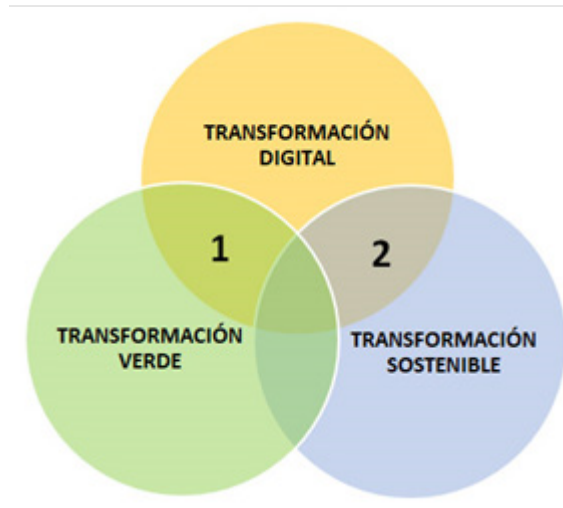 TRANSFORMACIÓN
DIGITAL
1
2
TRANSFORMACIÓN
VERDE
TRANSFORMACIÓN
SOSTENIBLE